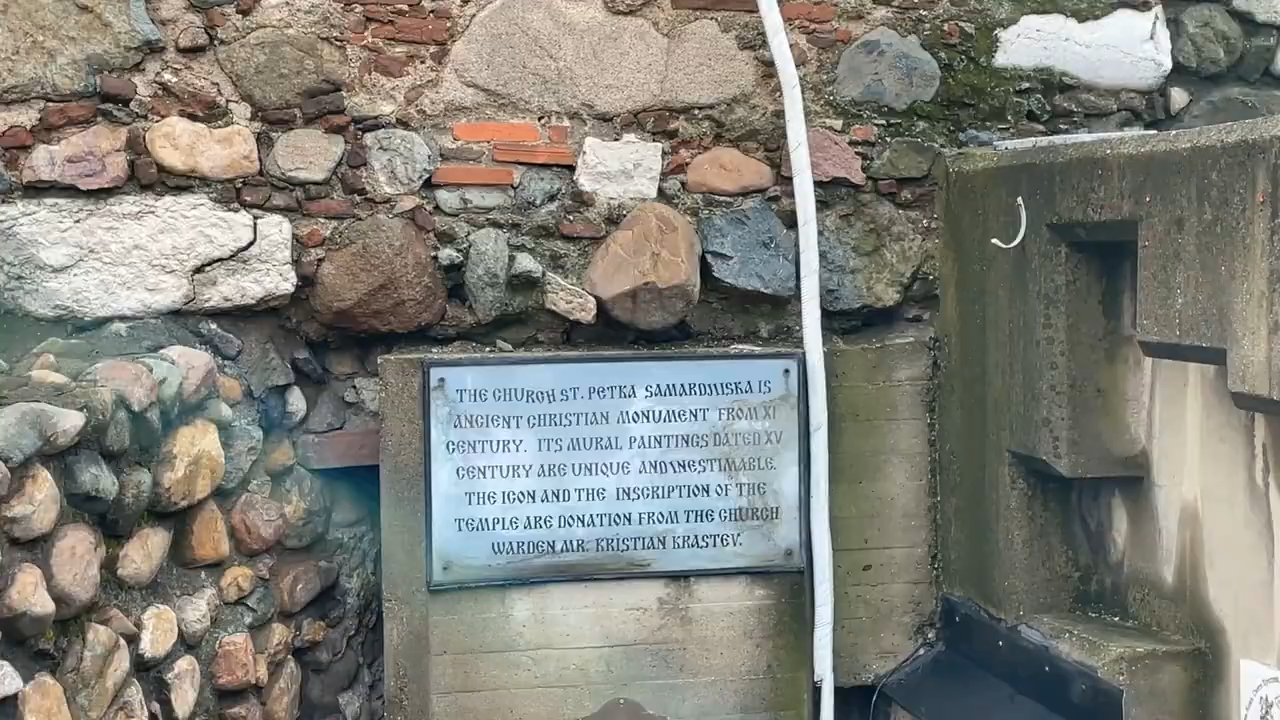 THE CHURCH ST. PETKA SAMARDJIISKA IS
ANCIENT CHRISTIAN MONUMENT FROM XI
CENTURY. ITS MURAL PAINTINGS DATED XV
CENTURY ARE UNIQUE AND INESTIMABLE.
THE ICON AND THE INSCRIPTION OF THE
TEMPLE ARE DONATION FROM THE CHURCH
WARDEN MR. KRISTIAN KRASTEV.